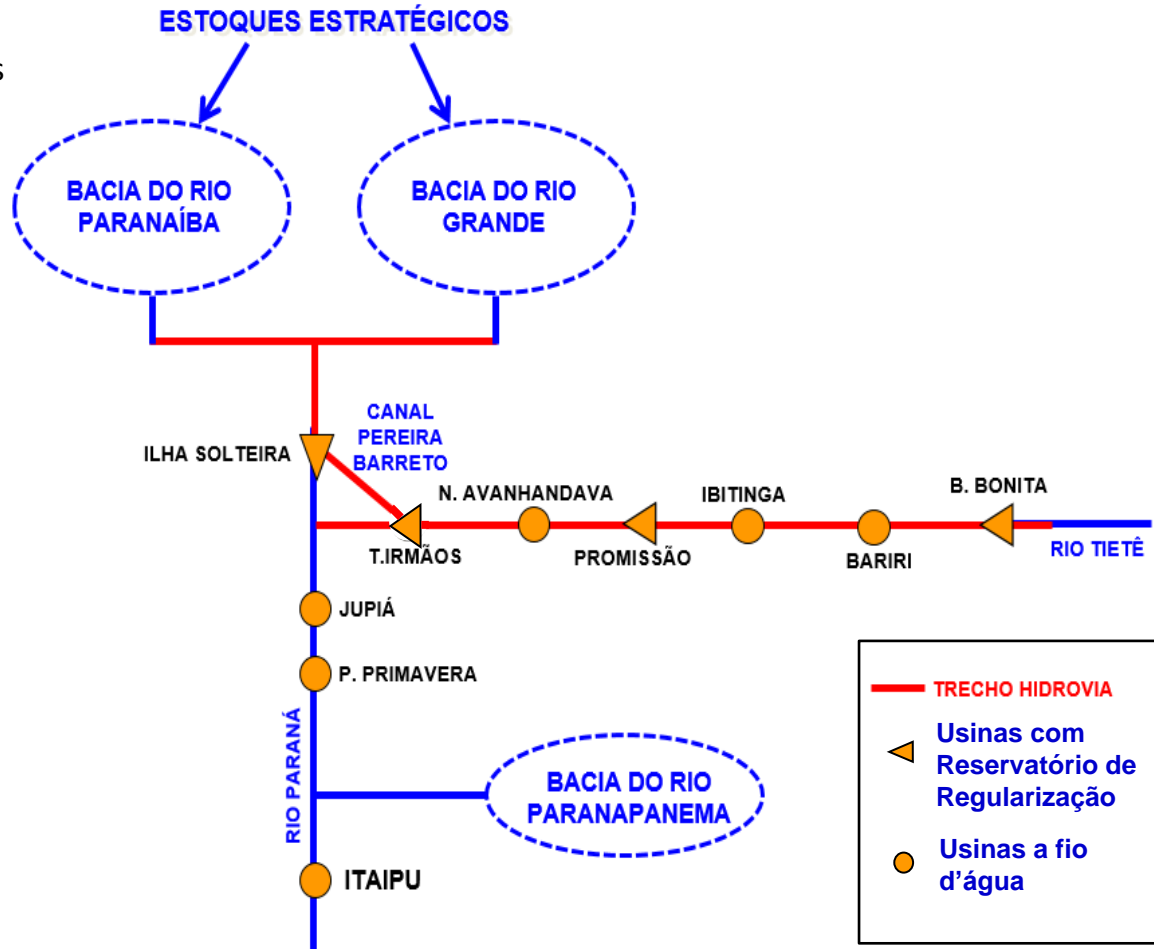 ESTOQUES ESTRATÉGICOS
s
BACIA DO RIO
PARANAÍBA
BACIA DO RIO
GRANDE
CANAL
PEREIRA
BARRETO
ILHA SOLTEIRA
N. AVANHANDAVA
IBITINGA
B. BONITA
T.IRMÃOS
PROMISSÃO
BARIRI
RIO TIETÊ
JUPIÁ
P. PRIMAVERA
RIO PARANÁ
BACIA DO RIO
PARANAPANEMA
ITAIPU
TRECHO HIDROVIA
Usinas com
Reservatório de
Regularização
Usinas a fio
d’água